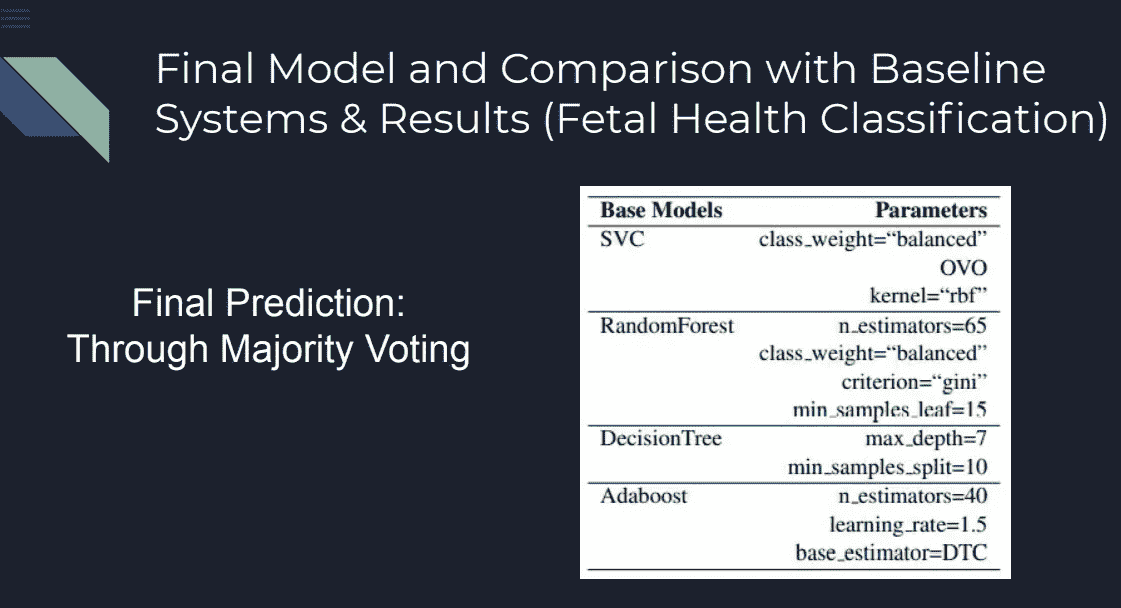 Final Model and Comparison with Baseline
Systems & Results (Fetal Health Classification)
Final Prediction:
Through Majority Voting
Base Models Parameters
SVC class_weight=“balanced”
OVO
kernel=“rbf”
RandomForest n_estimators=65
class_weight=“balanced”
criterion=“gini”
min_samples_leaf=15
DecisionTree max_depth=7
min_samples_split=10
Adaboost n_estimators=40
learning_rate=1.5
base_estimator=DTC